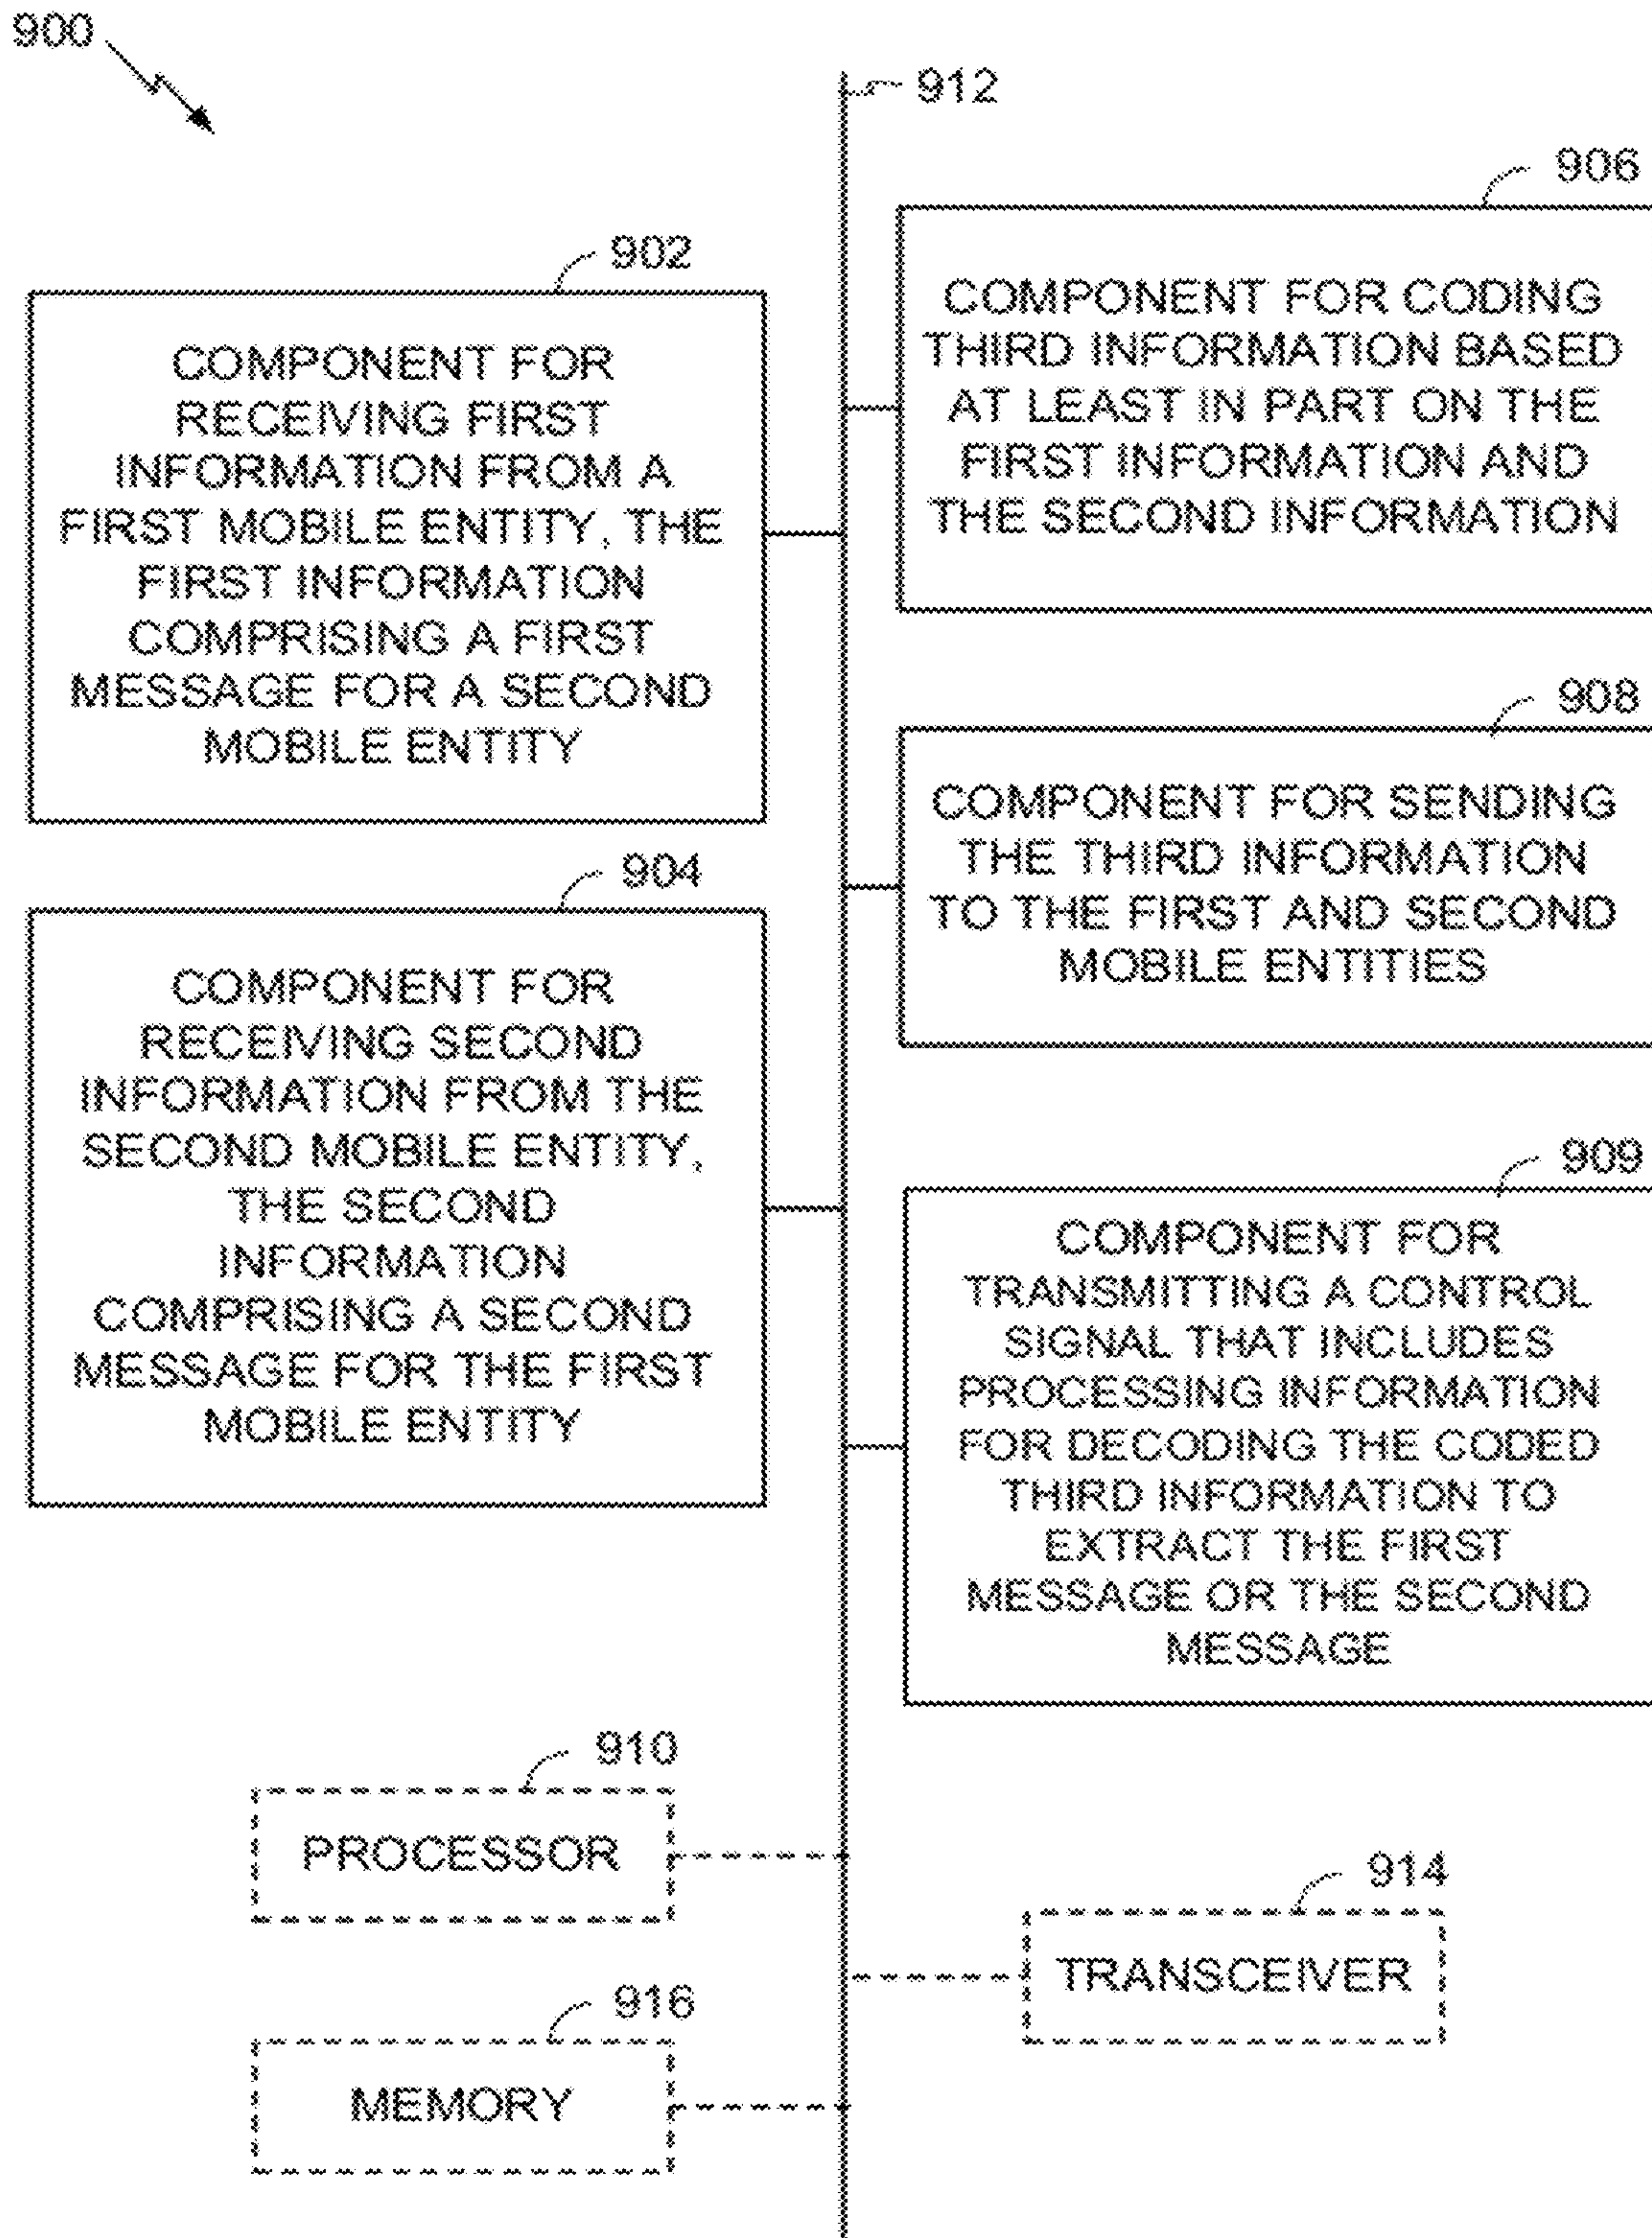 900
912
902
COMPONENT FOR
RECEIVING FIRST
INFORMATION FROM A
FIRST MOBILE ENTITY, THE
FIRST INFORMATION
COMPRISING A FIRST
MESSAGE FOR A SECOND
MOBILE ENTITY
904
COMPONENT FOR
RECEIVING SECOND
INFORMATION FROM THE
SECOND MOBILE ENTITY,
THE SECOND
INFORMATION
COMPRISING A SECOND
MESSAGE FOR THE FIRST
MOBILE ENTITY
906
COMPONENT FOR CODING
THIRD INFORMATION BASED
AT LEAST IN PART ON THE
FIRST INFORMATION AND
THE SECOND INFORMATION
908
COMPONENT FOR SENDING
THE THIRD INFORMATION
TO THE FIRST AND SECOND
MOBILE ENTITIES
909
COMPONENT FOR
TRANSMITTING A CONTROL
SIGNAL THAT INCLUDES
PROCESSING INFORMATION
FOR DECODING THE CODED
THIRD INFORMATION TO
EXTRACT THE FIRST
MESSAGE OR THE SECOND
MESSAGE
910
PROCESSOR
914
TRANSCEIVER
916
MEMORY